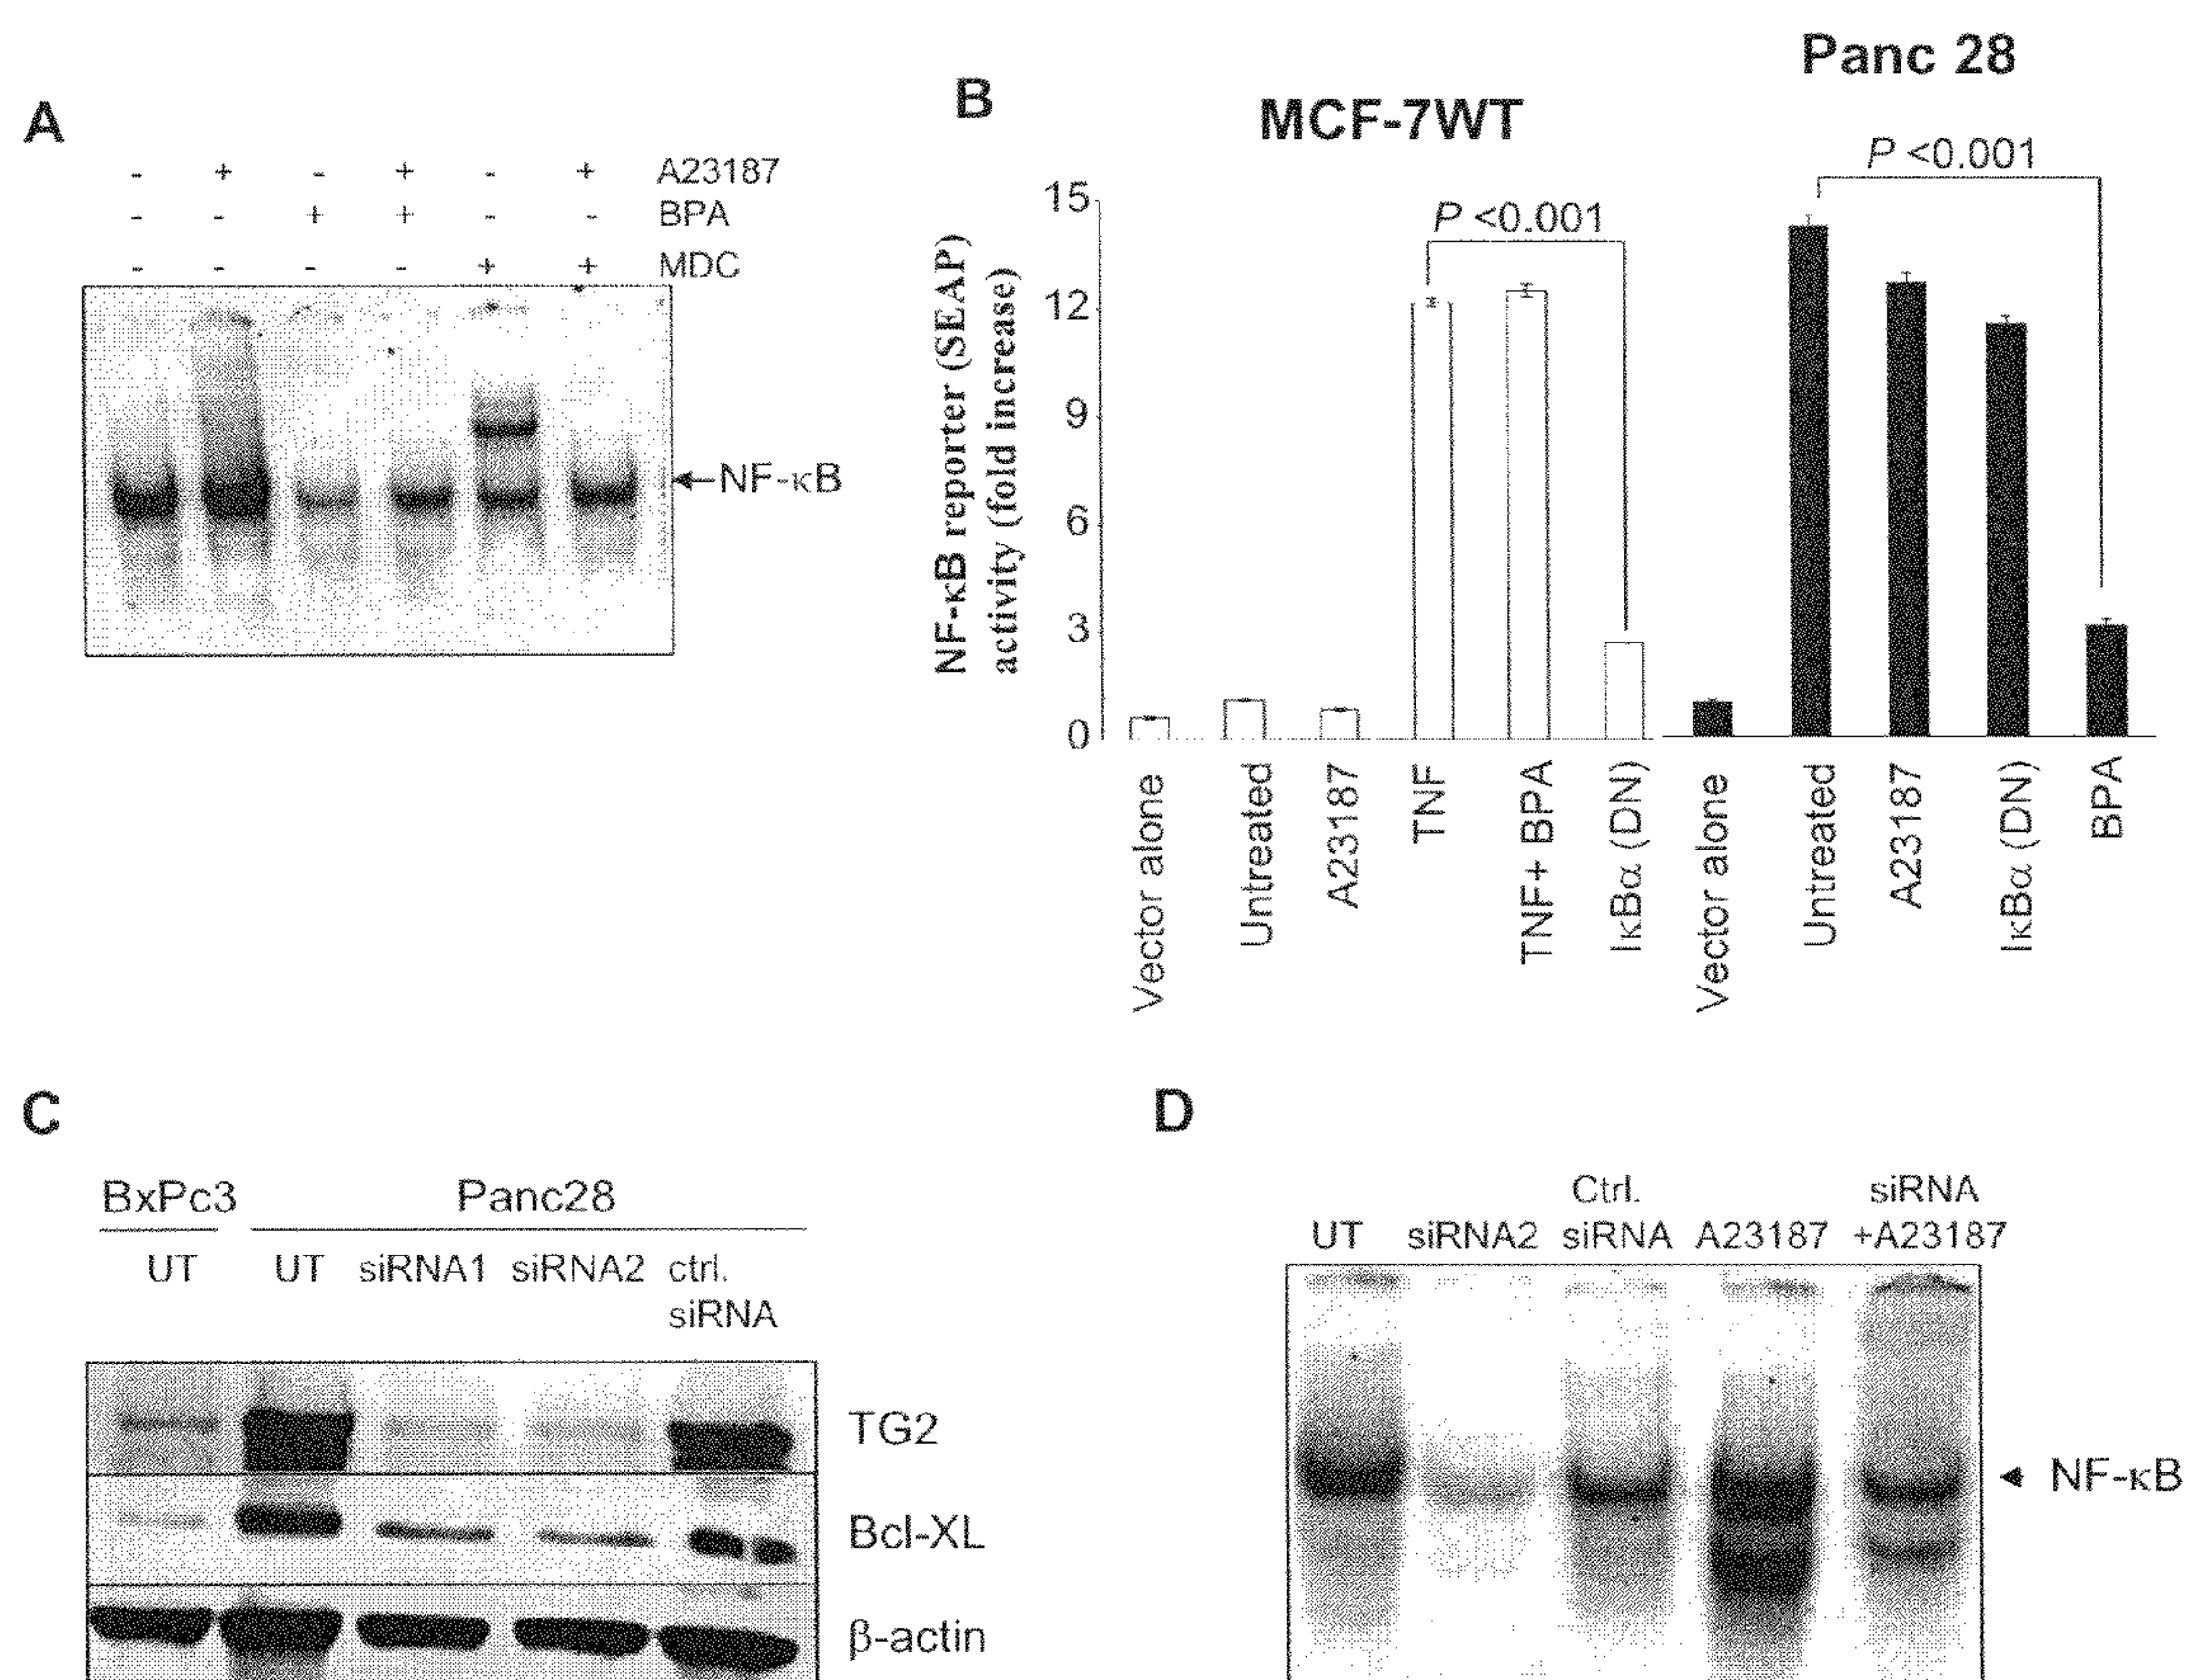 A
- + - + - + A23187
- - + + - - BPA
- - - - + + MDC
←NF-κB
B
MCF-7WT
Panc 28
P <0.001
P <0.001
NF-κB reporter (SEAP)
activity (fold increase)
15
12
9
6
3
0
Vector alone
Untreated
A23187
TNF
TNF+ BPA
IκBα (DN)
Vector alone
Untreated
A23187
IκBα (DN)
BPA
C
BxPc3 Panc28
UT UT siRNA1 siRNA2 ctrl.
siRNA
TG2
Bcl-XL
β-actin
D
Ctrl. siRNA
UT siRNA2 siRNA A23187 +A23187
NF-κB